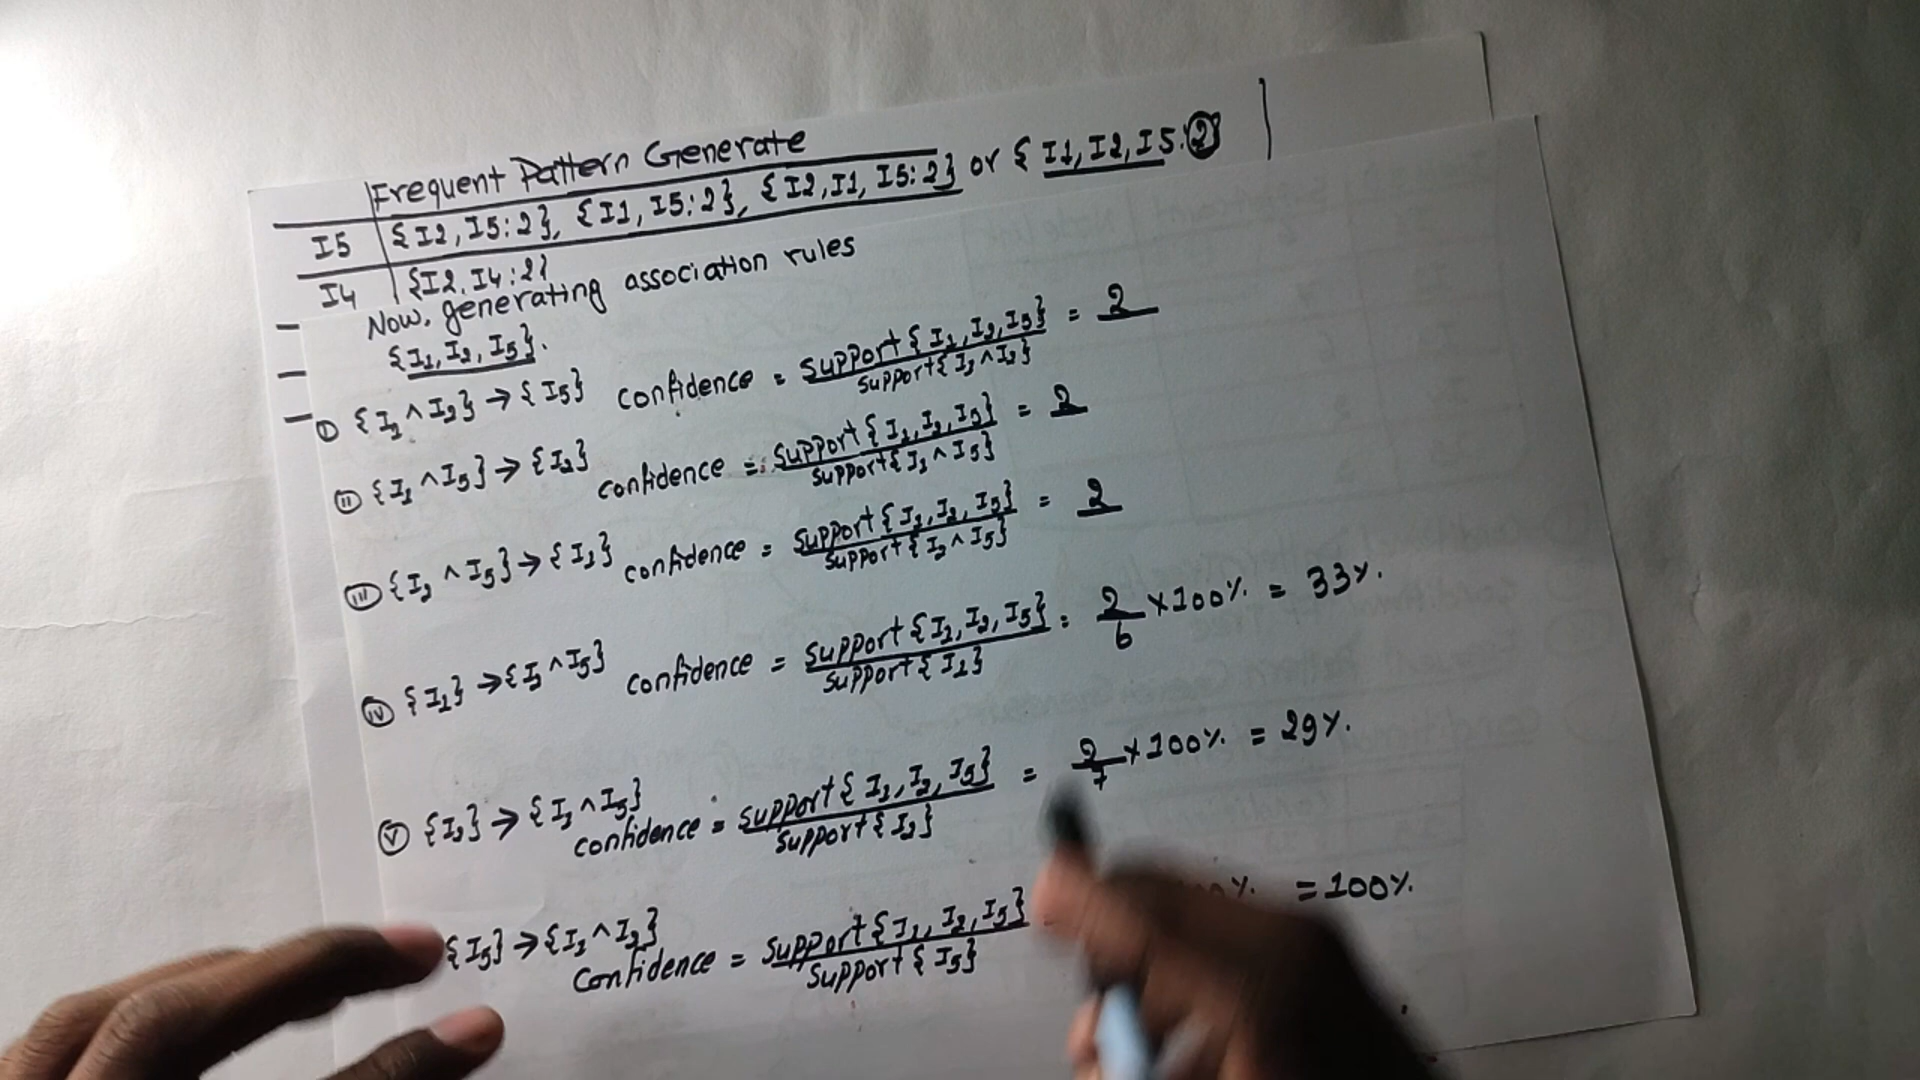 Frequent Pattern Generate
I5 {I2, I5:2}, {I1, I5:2}, {I2, I1, I5:2} or {I1, I2, I5:2}
I4 {I2, I4:2}
Now, generating association rules
{I1, I2, I5}.
(i) {I1 ^ I2} → {I5} confidence = support{I1, I2, I5} / support{I1 ^ I2} = 2
(ii) {I1 ^ I5} → {I2} confidence = support{I1, I2, I5} / support{I1 ^ I5} = 2
(iii) {I2 ^ I5} → {I1} confidence = support{I1, I2, I5} / support{I2 ^ I5} = 2
(iv) {I1} → {I2 ^ I5} confidence = support{I1, I2, I5} / support{I1} = 2/6 × 100% = 33%.
(v) {I2} → {I1 ^ I5} confidence = support{I1, I2, I5} / support{I2} = 2/7 × 100% = 29%.
{I5} → {I1 ^ I2} confidence = support{I1, I2, I5} / support{I5} = 100%.